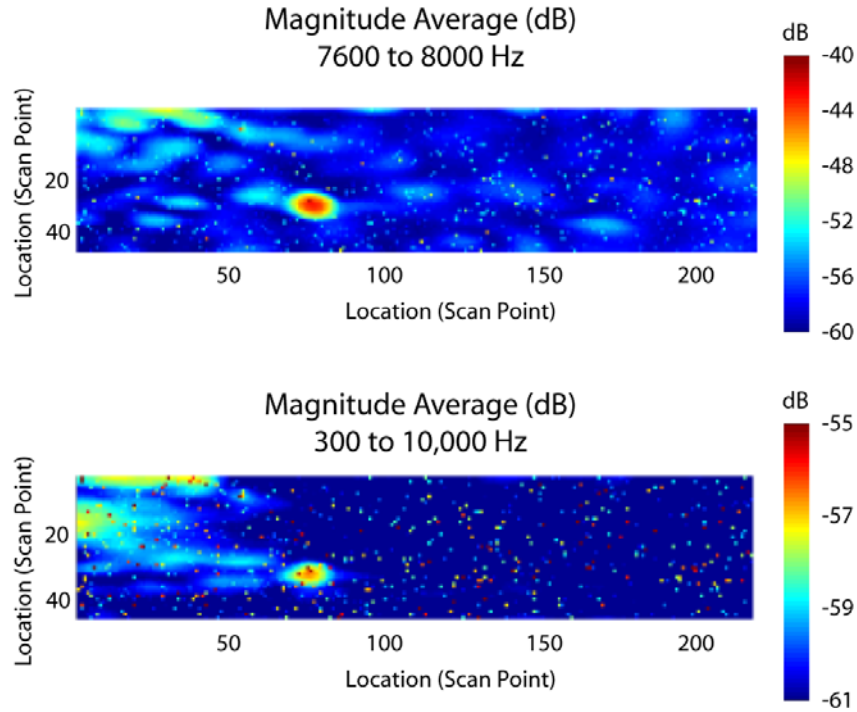 Magnitude Average (dB)
7600 to 8000 Hz
dB
-40
-44
-48
-52
-56
-60
Location (Scan Point)
20
40
50
100
150
200
Location (Scan Point)
Magnitude Average (dB)
300 to 10,000 Hz
dB
-55
-57
-59
-61
Location (Scan Point)
20
40
50
100
150
200
Location (Scan Point)